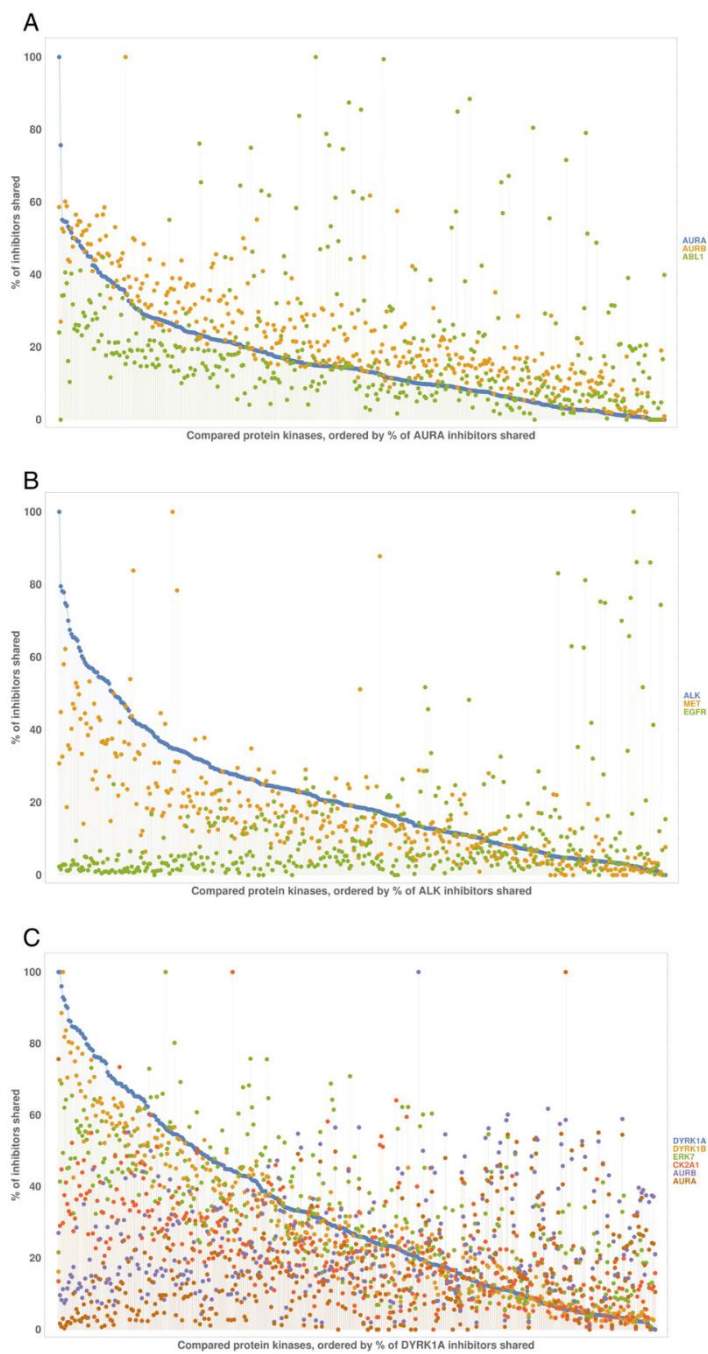 A
100
80
60
40
20
0
% of inhibitors shared
AURA
AURB
ABL1
Compared protein kinases, ordered by % of AURA inhibitors shared
B
100
80
60
40
20
0
% of inhibitors shared
ALK
MET
EGFR
Compared protein kinases, ordered by % of ALK inhibitors shared
C
100
80
60
40
20
0
% of inhibitors shared
DYRK1A
DYRK1B
ERK7
CK2A1
AURB
AURA
Compared protein kinases, ordered by % of DYRK1A inhibitors shared